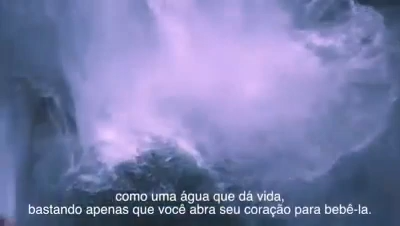 como uma água que dá vida,
bastando apenas que você abra seu coração para bebê-la.